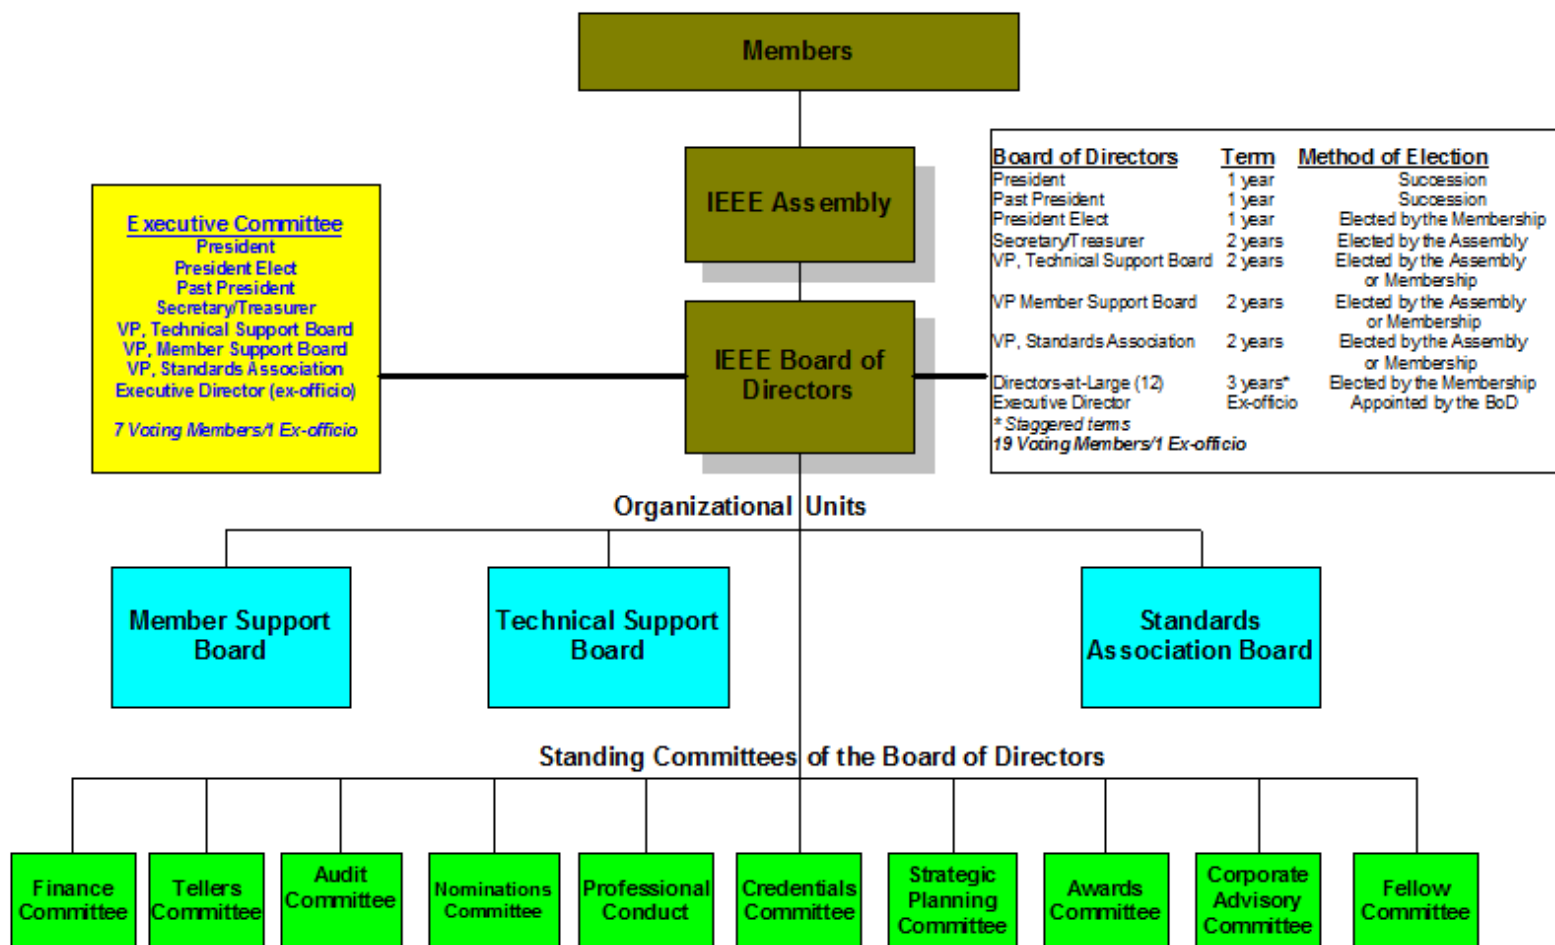 Members
IEEE Assembly
Executive Committee
President
President Elect
Past President
Secretary/Treasurer
VP, Technical Support Board
VP, Member Support Board
VP, Standards Association
Executive Director (ex-officio)
7 Voting Members/1 Ex-officio
IEEE Board of
Directors
Board of Directors Term Method of Election
President 1 year Succession
Past President 1 year Succession
President Elect 1 year Elected by the Membership
Secretary/Treasurer 2 years Elected by the Assembly
VP, Technical Support Board 2 years Elected by the Assembly
or Membership
VP Member Support Board 2 years Elected by the Assembly
or Membership
VP, Standards Association 2 years Elected by the Assembly
or Membership
Directors-at-Large (12) 3 years* Elected by the Membership
Executive Director Ex-officio Appointed by the BoD
* Staggered terms
19 Voting Members/1 Ex-officio
Organizational Units
Member Support
Board
Technical Support
Board
Standards
Association Board
Standing Committees of the Board of Directors
Finance
Committee
Tellers
Committee
Audit
Committee
Nominations
Committee
Professional
Conduct
Credentials
Committee
Strategic
Planning
Committee
Awards
Committee
Corporate
Advisory
Committee
Fellow
Committee